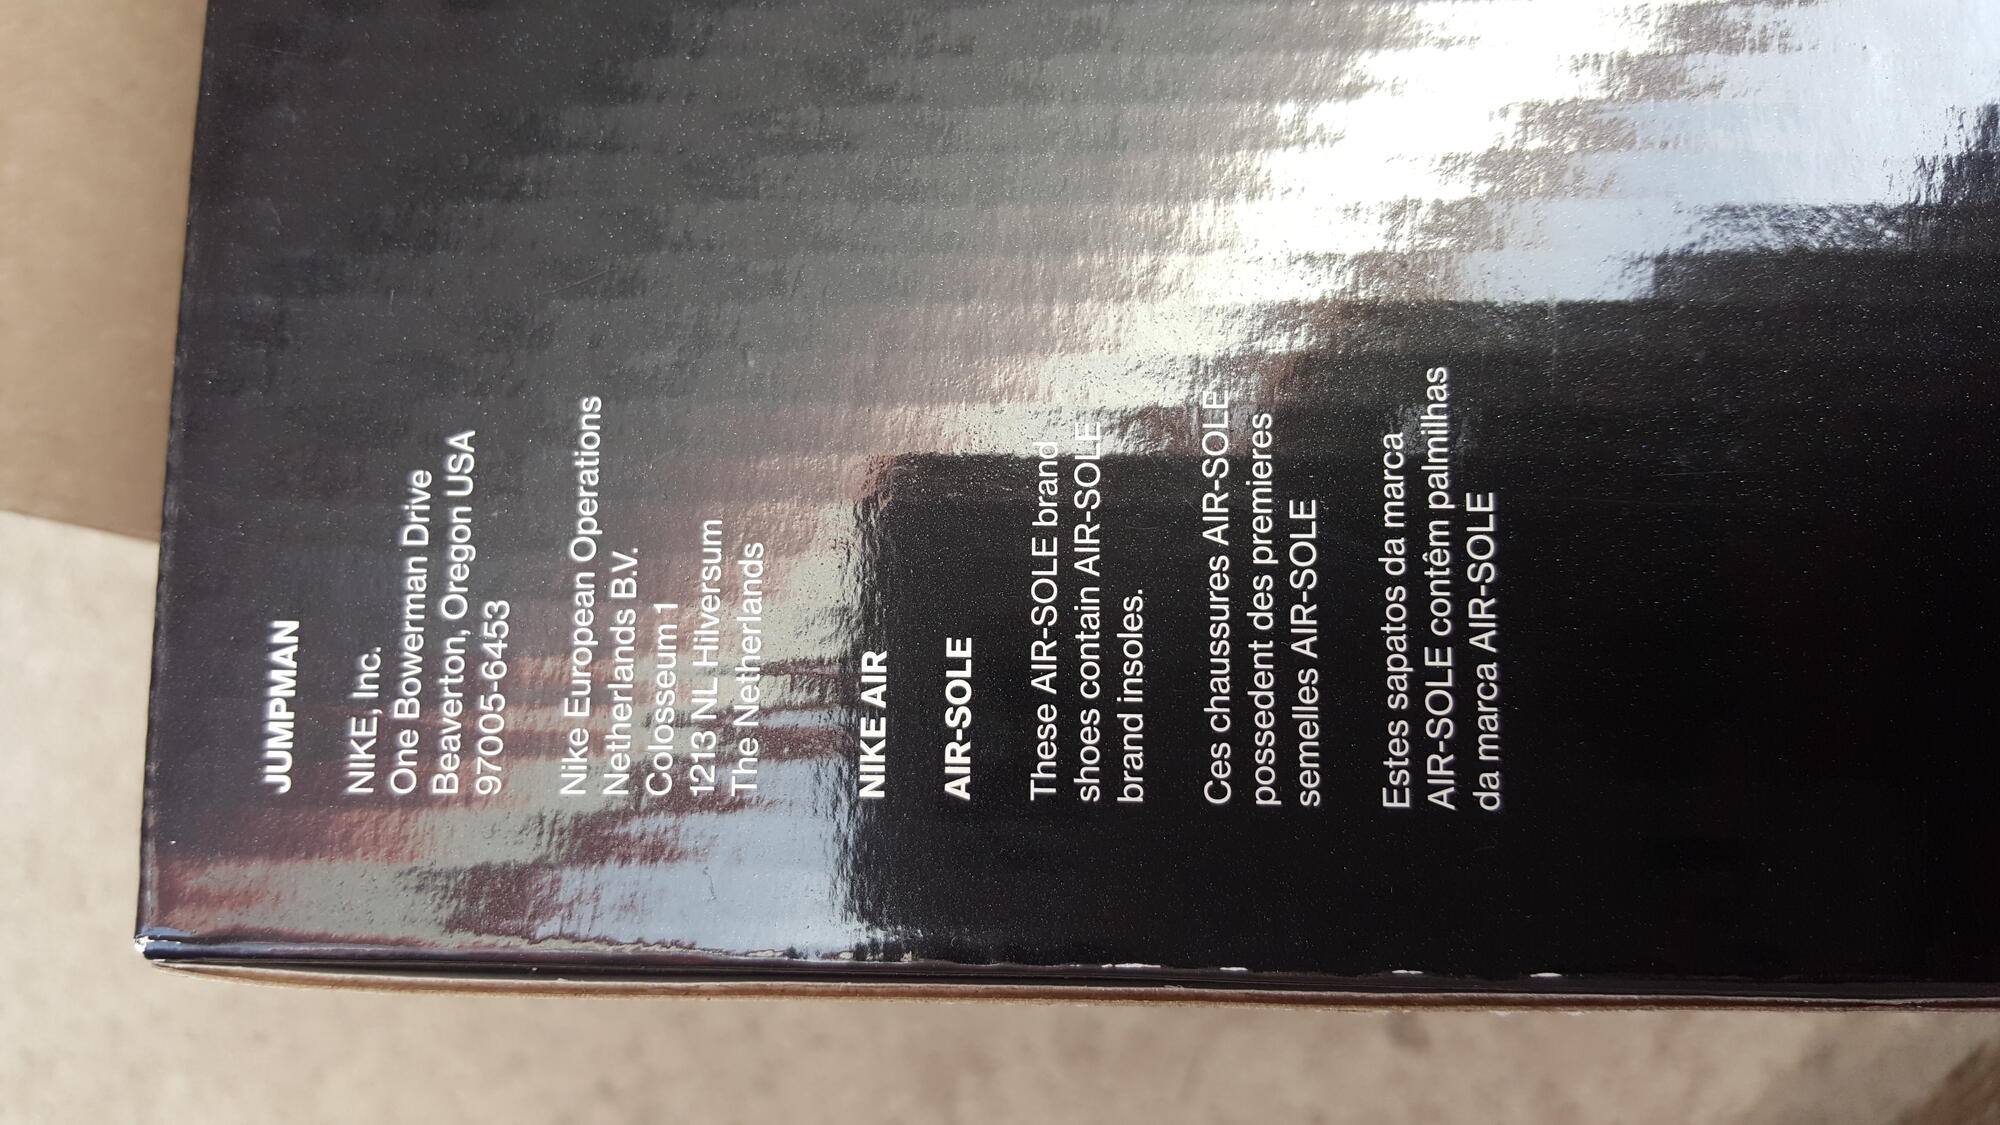 JUMPMAN
NIKE, Inc.
One Bowerman Drive
Beaverton, Oregon USA
97005-6453
Nike European Operations
Netherlands B.V.
Colosseum 1
1213 NL Hilversum
The Netherlands
NIKE AIR
AIR-SOLE
These AIR-SOLE brand
shoes contain AIR-SOLE
brand insoles.
Ces chaussures AIR-SOLE
possedent des premieres
semelles AIR-SOLE
Estes sapatos da marca
AIR-SOLE contêm palmilhas
da marca AIR-SOLE